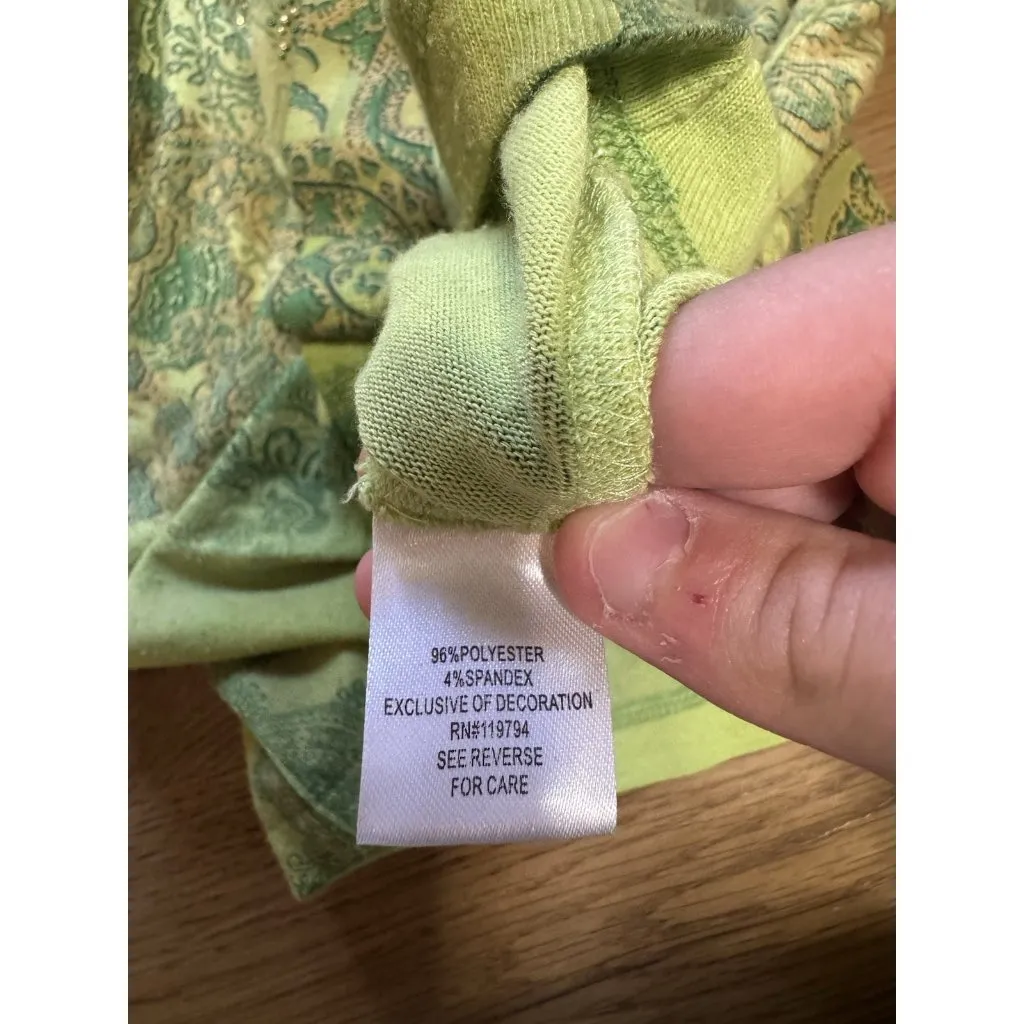 96%POLYESTER
4%SPANDEX
EXCLUSIVE OF DECORATION
RN#119794
SEE REVERSE
FOR CARE